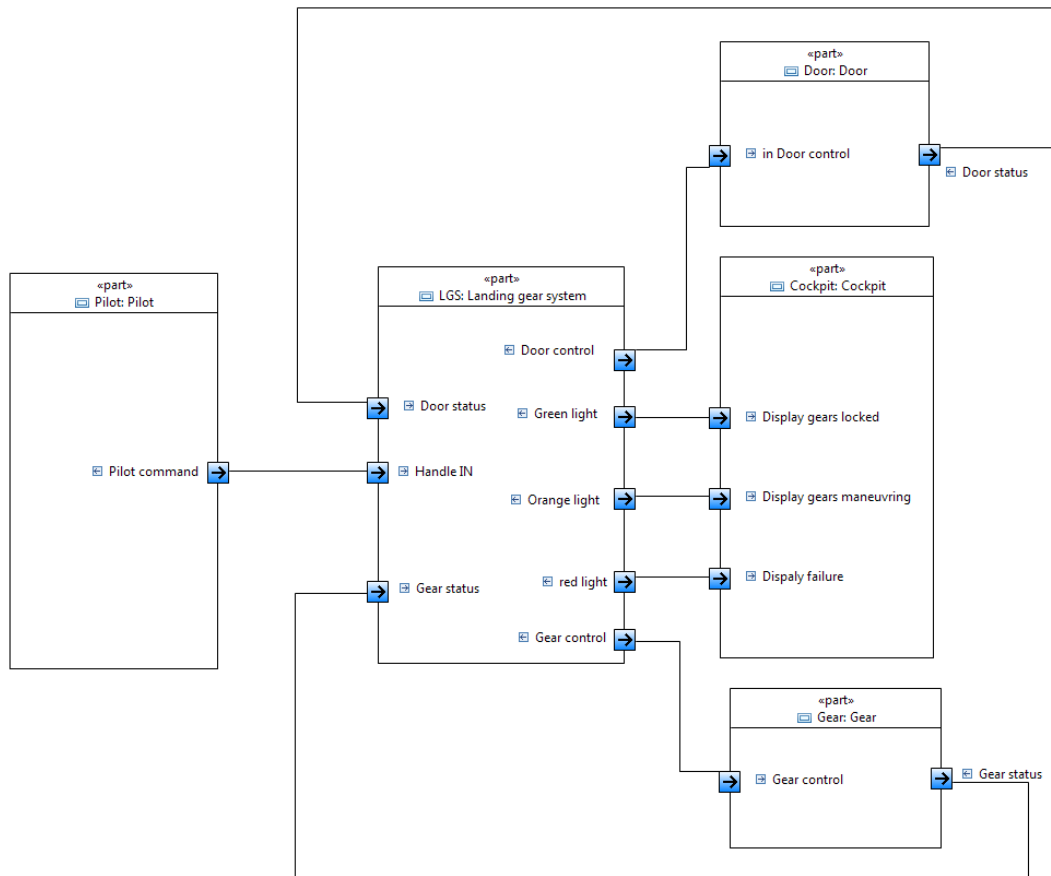 «part»
Door: Door
in Door control
Door status
«part»
Pilot: Pilot
Pilot command
«part»
LGS: Landing gear system
Door control
Door status
Green light
Handle IN
Orange light
Gear status
red light
Gear control
«part»
Cockpit: Cockpit
Display gears locked
Display gears maneuvring
Dispaly failure
«part»
Gear: Gear
Gear control
Gear status